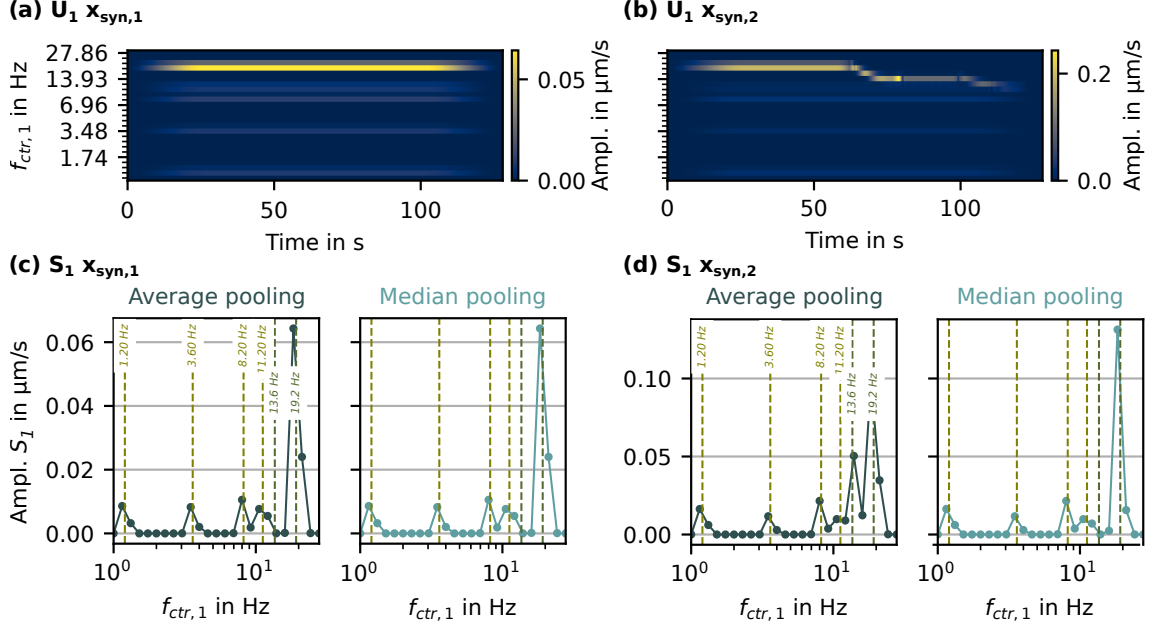 (a) U1 xsyn,1
(b) U1 xsyn,2
27.86
13.93
6.96
3.48
1.74
fctr,1 in Hz
0
50
100
Time in s
0.05
0.00
Ampl. in μm/s
0
50
100
Time in s
0.2
0.0
Ampl. in μm/s
(c) S1 xsyn,1
(d) S1 xsyn,2
Average pooling
Median pooling
Average pooling
Median pooling
0.06
0.04
0.02
0.00
Ampl. S1 in μm/s
1.20 Hz
3.60 Hz
8.20 Hz
11.20 Hz
13.6 Hz
19.2 Hz
0.10
0.05
0.00
1.20 Hz
3.60 Hz
8.20 Hz
11.20 Hz
13.6 Hz
19.2 Hz
10^0
10^1
10^0
10^1
10^0
10^1
10^0
10^1
fctr,1 in Hz
fctr,1 in Hz
fctr,1 in Hz
fctr,1 in Hz